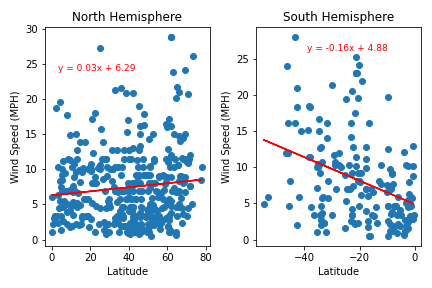 North Hemisphere
South Hemisphere
Wind Speed (MPH)
30
25
20
15
10
5
0
y = 0.03x + 6.29
0
20
40
60
80
Latitude
Wind Speed (MPH)
25
20
15
10
5
0
y = -0.16x + 4.88
−40
−20
0
Latitude